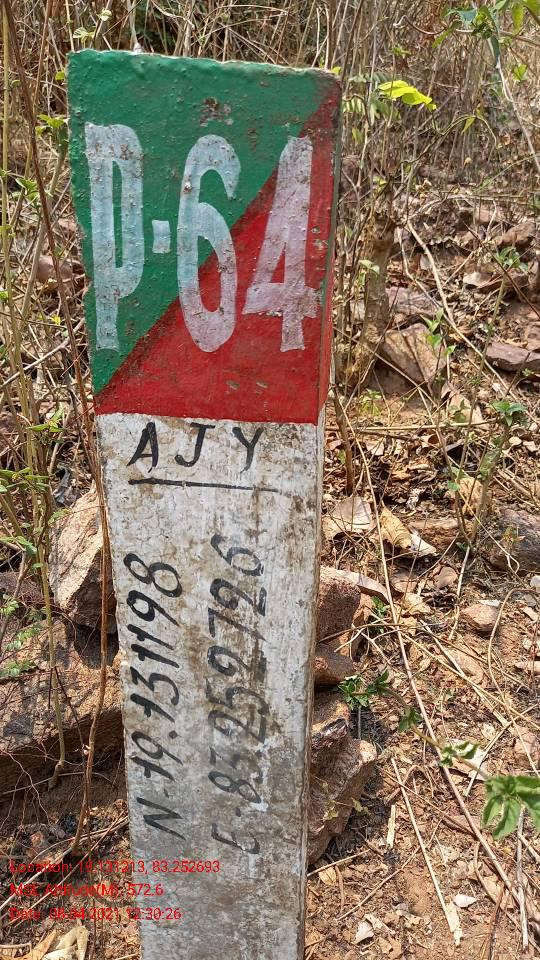 P-64
AJY
N-19.131198
E-83.252726
Location: 19.131213, 83.252693
MSL Altitude(M): 572.6
Date: 08-04-2021 12:30:26